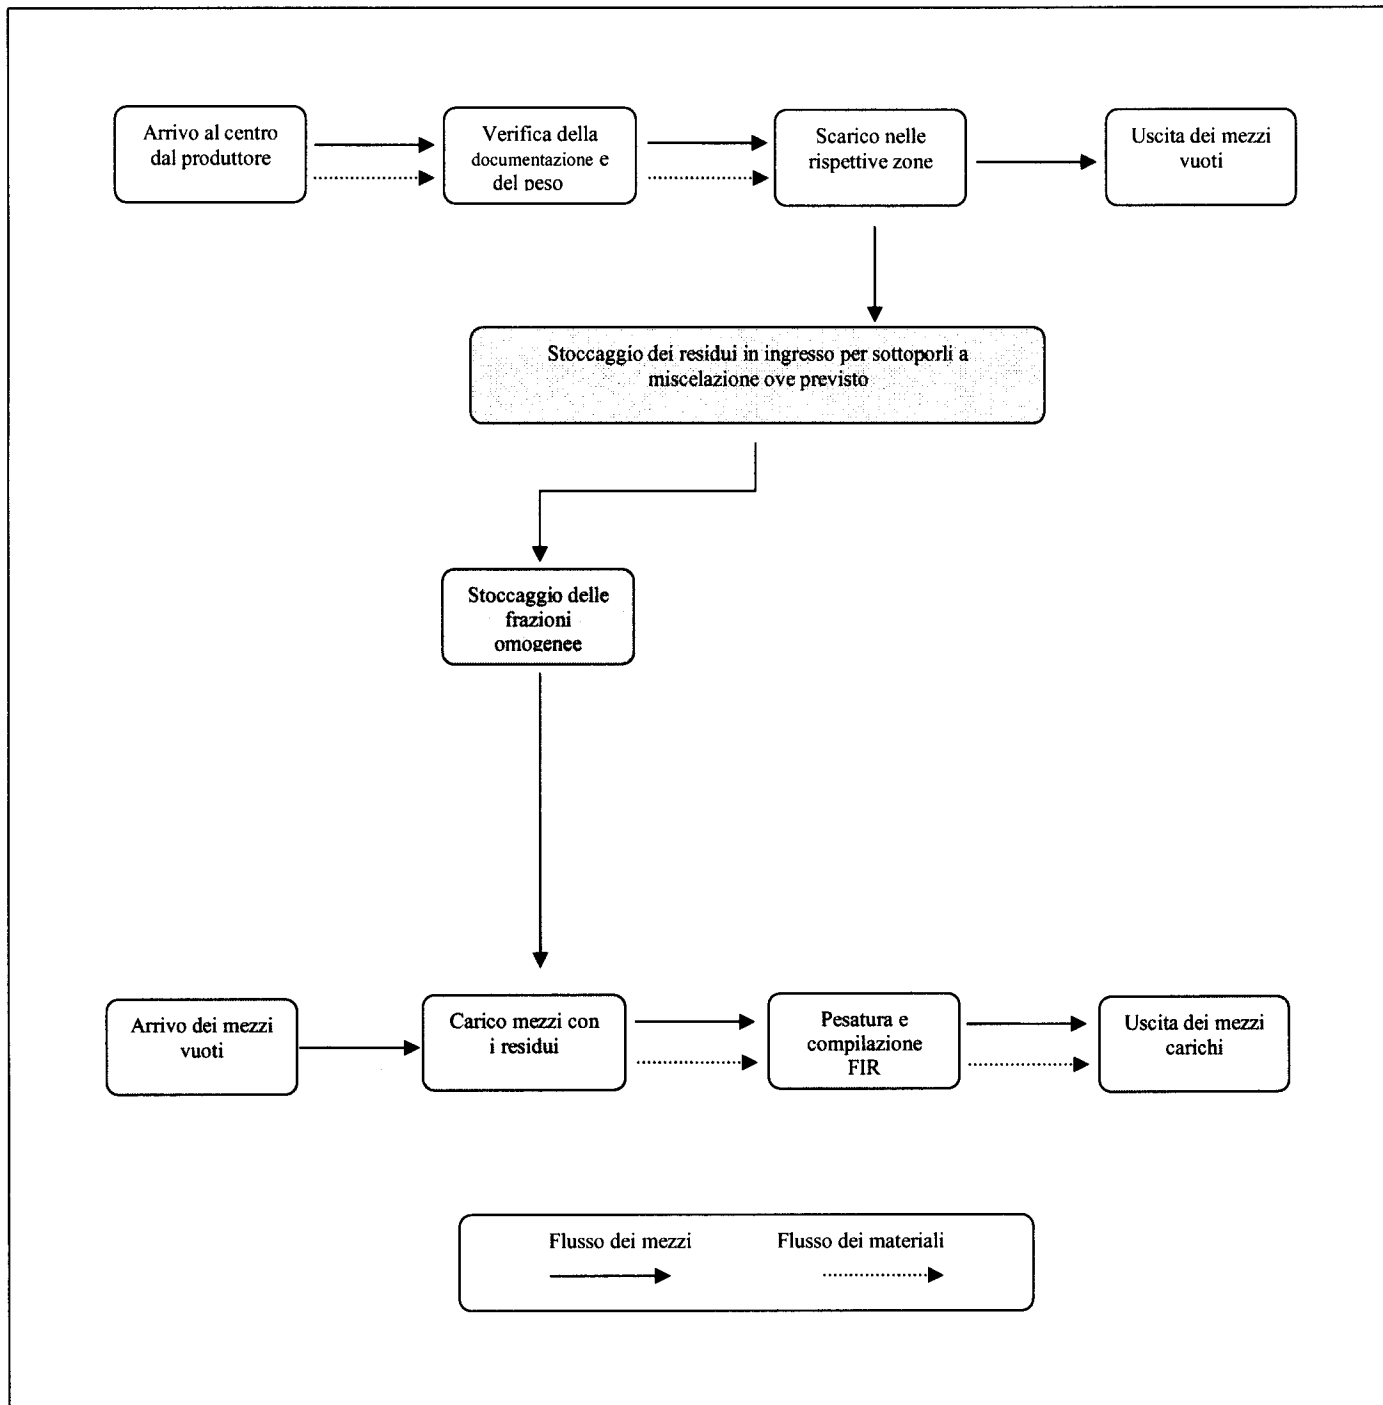 Arrivo al centro
dal produttore
Verifica della
documentazione e
del peso
Scarico nelle
rispettive zone
Uscita dei mezzi
vuoti
Stoccaggio dei residui in ingresso per sottoporli a
miscelazione ove previsto
Stoccaggio delle
frazioni
omogenee
Arrivo dei mezzi
vuoti
Carico mezzi con
i residui
Pesatura e
compilazione
FIR
Uscita dei mezzi
carichi
Flusso dei mezzi
Flusso dei materiali